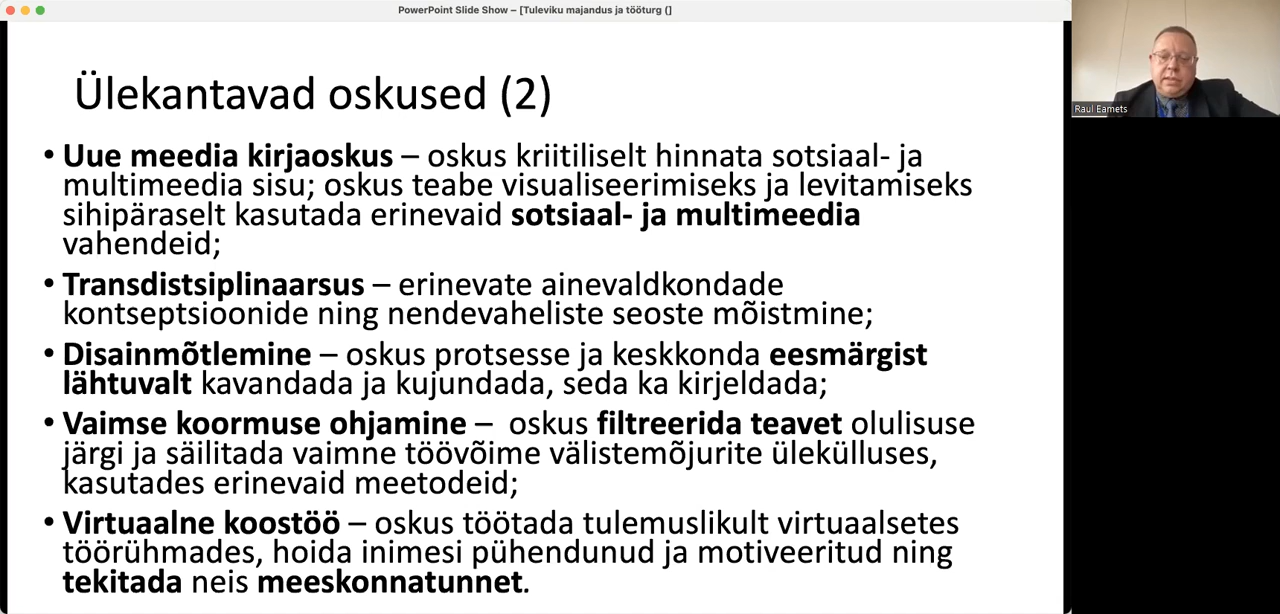 PowerPoint Slide Show – [Tuleviku majandus ja tööturg (]
Ülekantavad oskused (2)
• Uue meedia kirjaoskus – oskus kriitiliselt hinnata sotsiaal- ja
multimeedia sisu; oskus teabe visualiseerimiseks ja levitamiseks
sihipäraselt kasutada erinevaid sotsiaal- ja multimeedia
vahendeid;
• Transdistsiplinaarsus – erinevate ainevaldkondade
kontseptsioonide ning nendevaheliste seoste mõistmine;
• Disainmõtlemine – oskus protsesse ja keskkonda eesmärgist
lähtuvalt kavandada ja kujundada, seda ka kirjeldada;
• Vaimse koormuse ohjamine – oskus filtreerida teavet olulisuse
järgi ja säilitada vaimne töövõime välistemõjurite ülekülluses,
kasutades erinevaid meetodeid;
• Virtuaalne koostöö – oskus töötada tulemuslikult virtuaalsetes
töörühmades, hoida inimesi pühendunud ja motiveeritud ning
tekitada neis meeskonnatunnet.
Raul Eamets